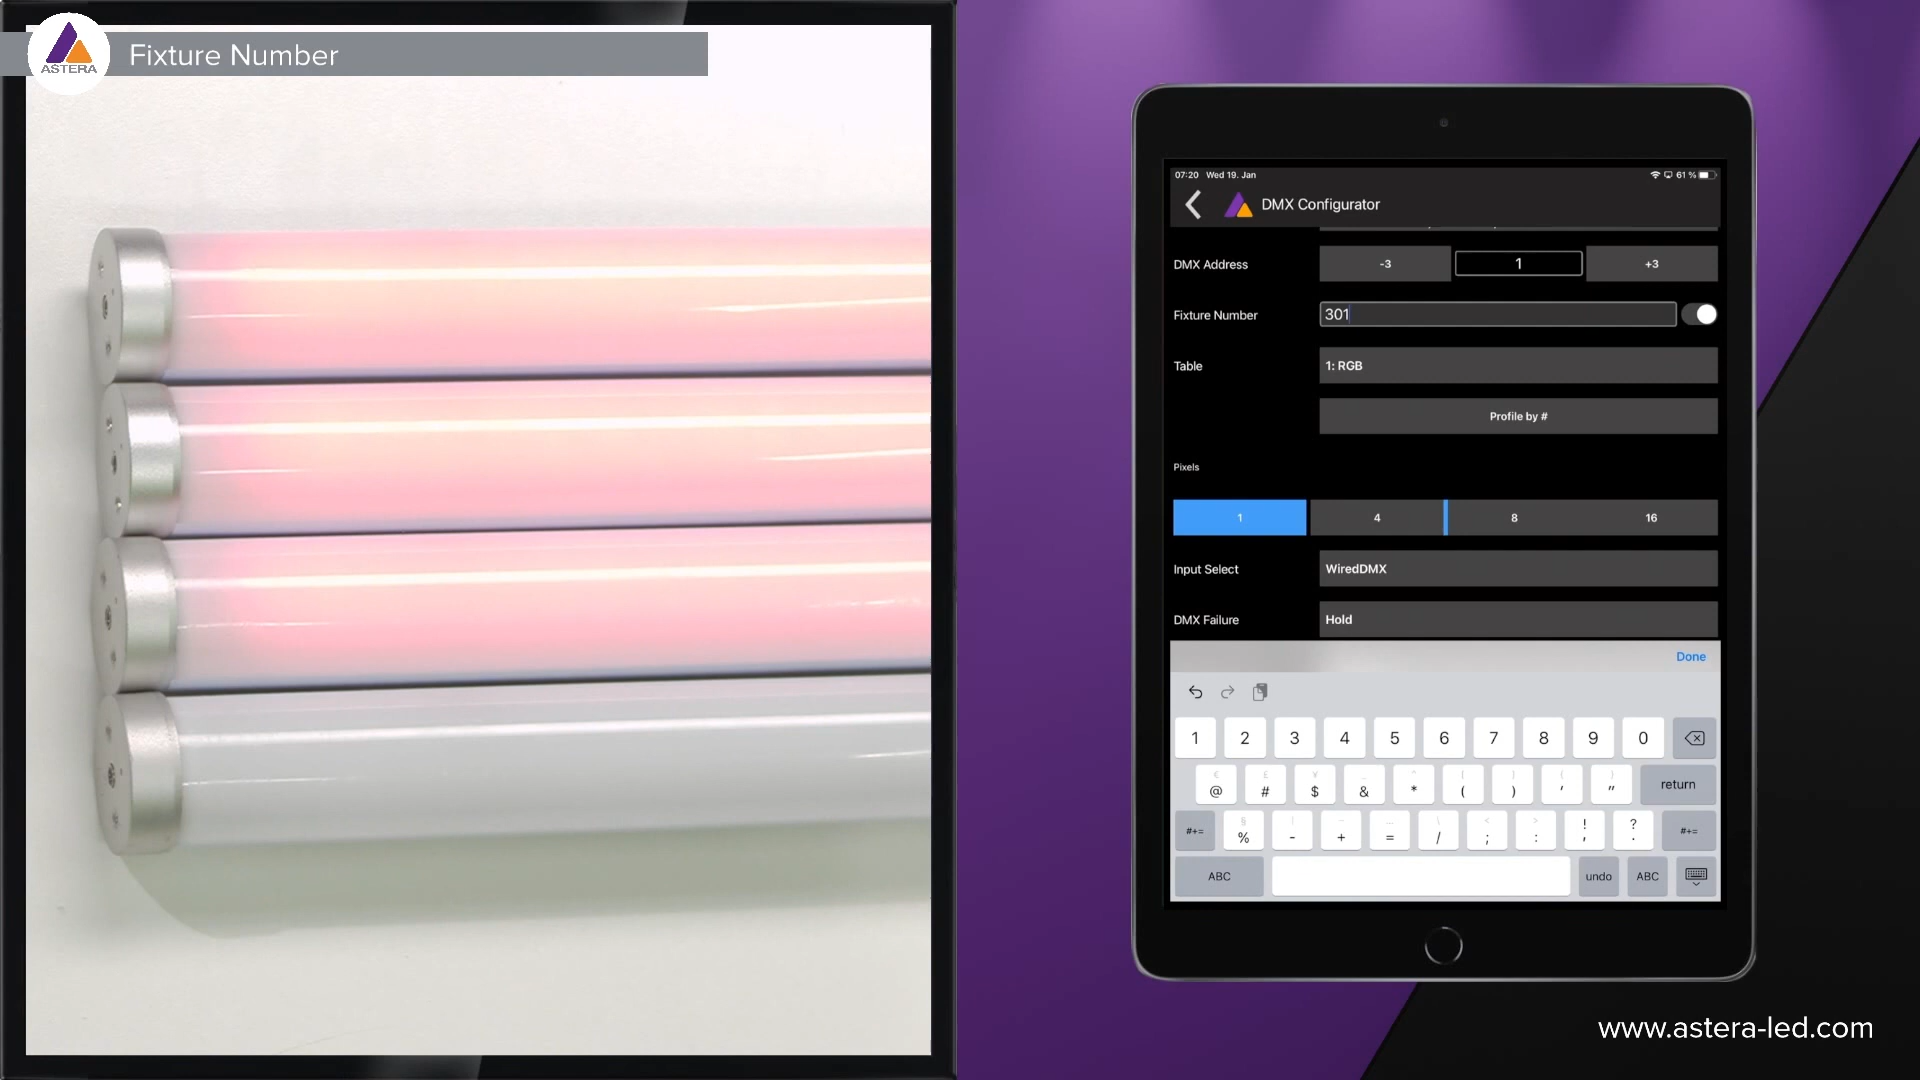 ASTERA
Fixture Number
07:20 Wed 19. Jan
61 %
DMX Configurator
DMX Address
-3
1
+3
Fixture Number
301
Table
1: RGB
Profile by #
Pixels
1
4
8
16
Input Select
WiredDMX
DMX Failure
Hold
Done
1 2 3 4 5 6 7 8 9 0
@ # $ & * ( ) ' " return
#+= % - + = / ; : ! , ? . #+=
ABC undo ABC
www.astera-led.com